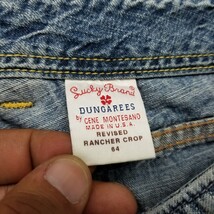 Lucky Brand
DUNGAREES
by GENE MONTESANO
MADE IN U.S.A.
REVISED
RANCHER CROP
64